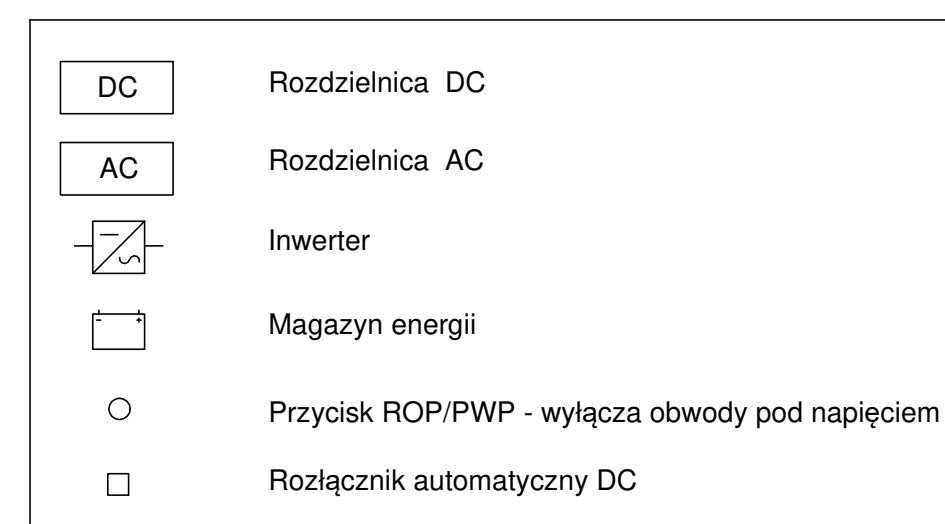 DC Rozdzielnica DC
AC Rozdzielnica AC
Inwerter
- + Magazyn energii
Przycisk ROP/PWP - wyłącza obwody pod napięciem
Rozłącznik automatyczny DC